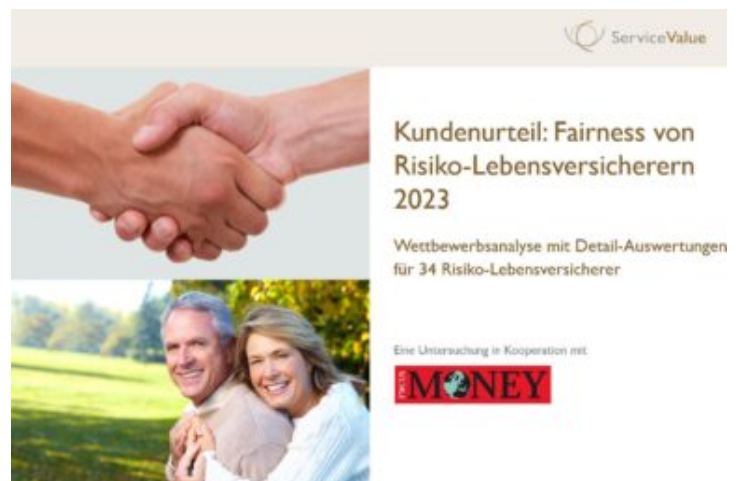 ServiceValue
Kundenurteil: Fairness von
Risiko-Lebensversicherern
2023
Wettbewerbsanalyse mit Detail-Auswertungen
für 34 Risiko-Lebensversicherer
Eine Untersuchung in Kooperation mit
FOCUS
MONEY